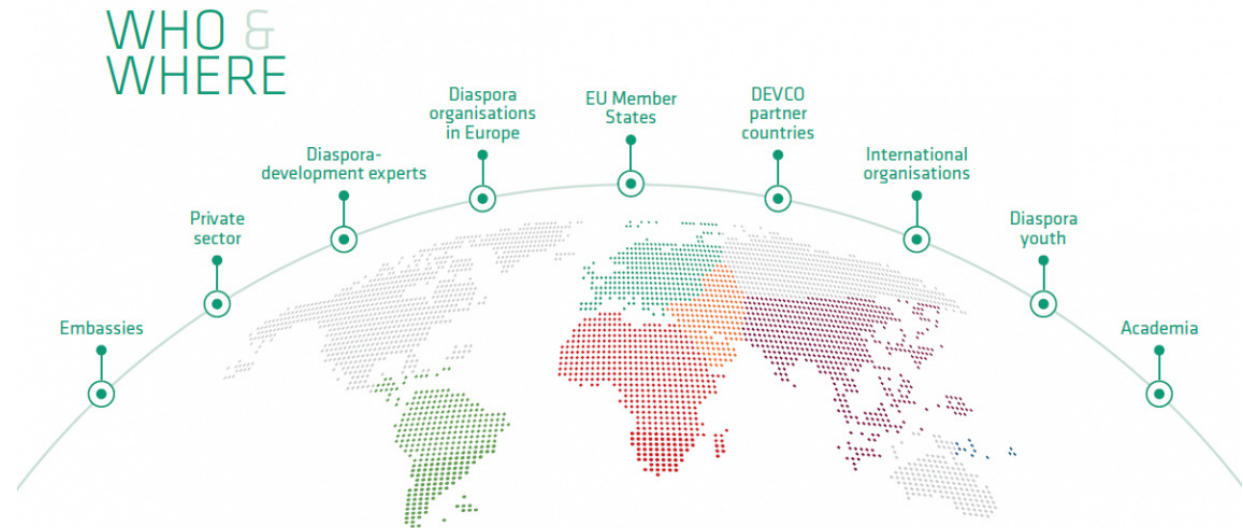 WHO &
WHERE
Embassies
Private
sector
Diaspora-
development experts
Diaspora
organisations
in Europe
EU Member
States
DEVCO
partner
countries
International
organisations
Diaspora
youth
Academia